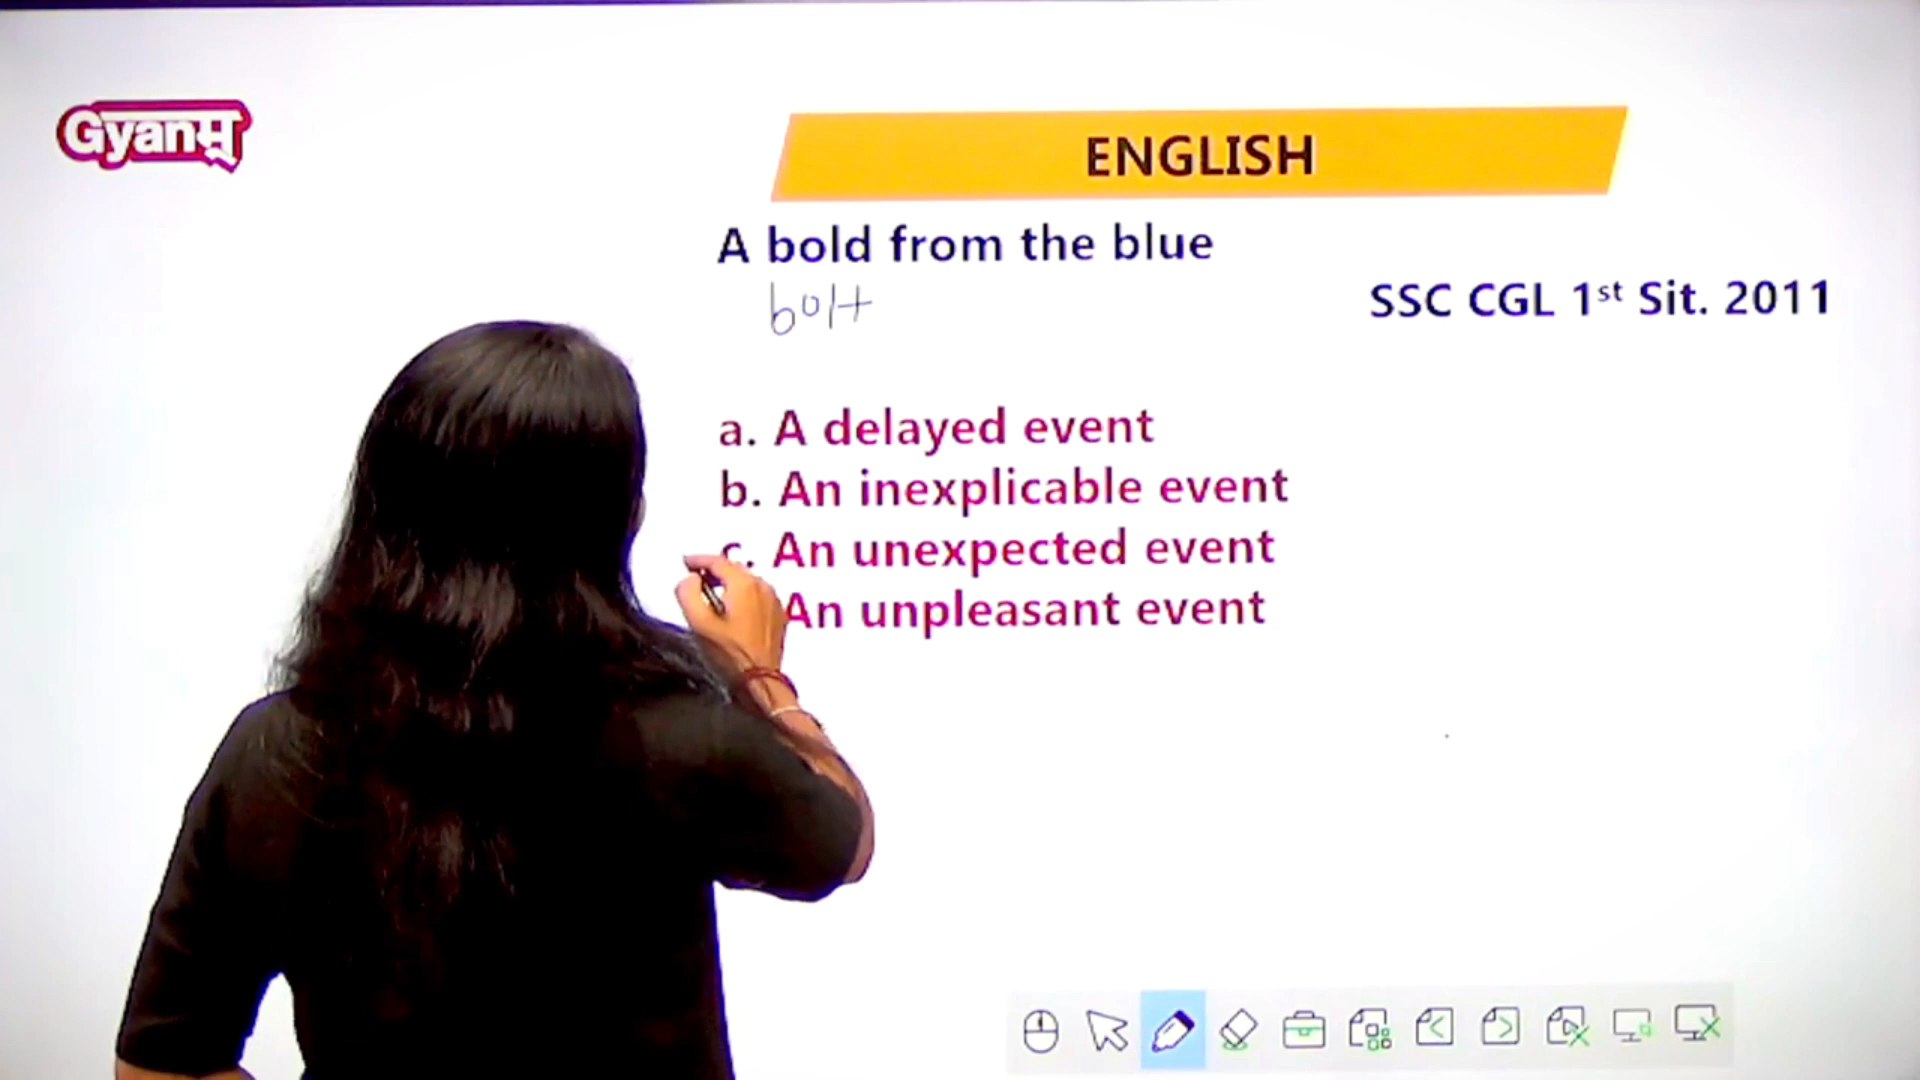 Gyanम्
ENGLISH
A bold from the blue
bolt
SSC CGL 1st Sit. 2011
a. A delayed event
b. An inexplicable event
c. An unexpected event
An unpleasant event